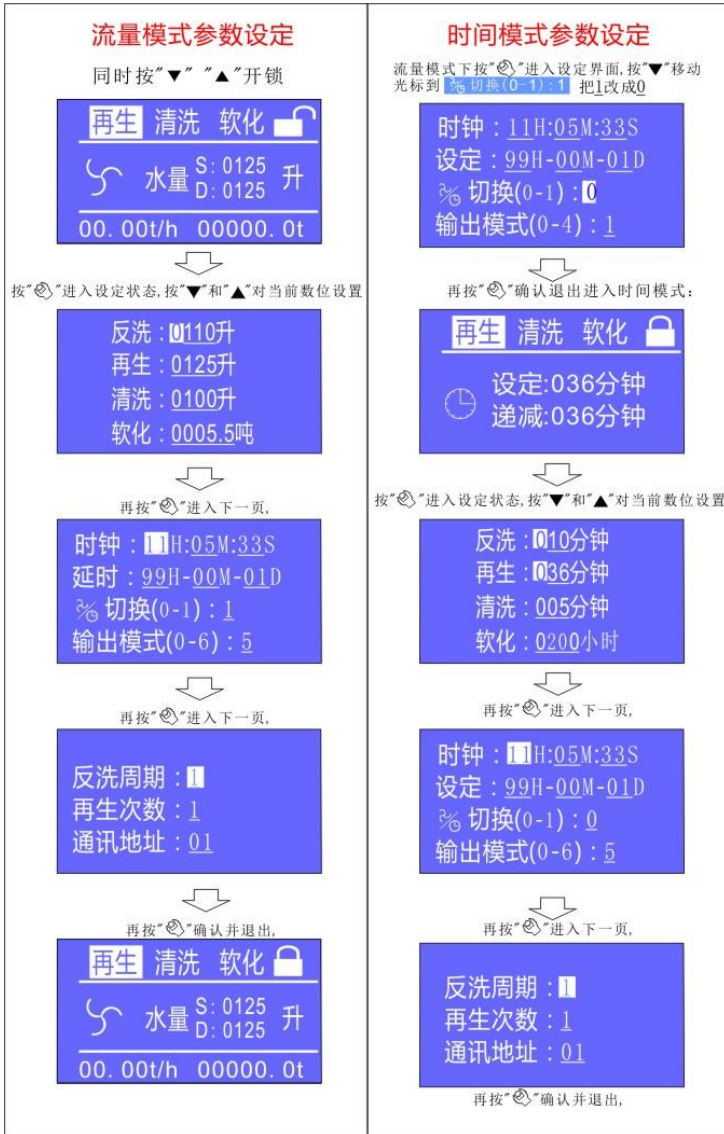 流量模式参数设定
同时按"▼" "▲"开锁
再生 清洗 软化
水量 S: 0125 升
D: 0125
00. 00t/h 00000. 0t
按" "进入设定状态,按"▼"和"▲"对当前数位设置
反洗：0110升
再生：0125升
清洗：0100升
软化：0005.5吨
再按" "进入下一页,
时钟：11H:05M:33S
延时：99H-00M-01D
切换(0-1)：1
输出模式(0-6)：5
再按" "进入下一页,
反洗周期：1
再生次数：1
通讯地址：01
再按" "确认并退出,
再生 清洗 软化
水量 S: 0125 升
D: 0125
00. 00t/h 00000. 0t
时间模式参数设定
流量模式下按" "进入设定界面,按"▼"移动
光标到 切换(0-1):1 把1改成0
时钟：11H:05M:33S
设定：99H-00M-01D
切换(0-1)：0
输出模式(0-4)：1
再按" "确认退出进入时间模式:
再生 清洗 软化
设定:036分钟
递减:036分钟
按" "进入设定状态,按"▼"和"▲"对当前数位设置
反洗：010分钟
再生：036分钟
清洗：005分钟
软化：0200小时
再按" "进入下一页,
时钟：11H:05M:33S
设定：99H-00M-01D
切换(0-1)：0
输出模式(0-6)：5
再按" "进入下一页,
反洗周期：1
再生次数：1
通讯地址：01
再按" "确认并退出,